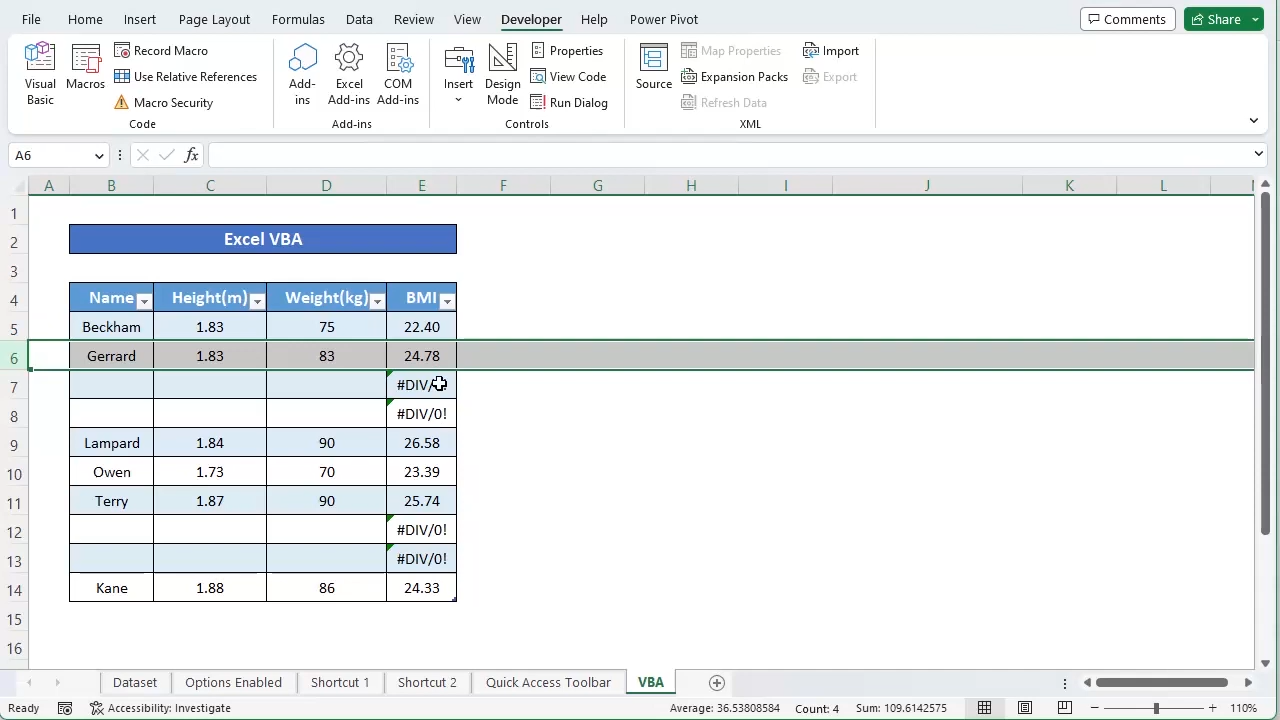 File Home Insert Page Layout Formulas Data Review View Developer Help Power Pivot Comments Share
Visual Basic Macros Record Macro Use Relative References Macro Security Code
Add-ins Excel Add-ins COM Add-ins Add-ins
Insert Design Mode Properties View Code Run Dialog Controls
Source Map Properties Expansion Packs Refresh Data Import Export XML
A6 fx
A B C D E F G H I J K L
1
2 Excel VBA
3
4 Name Height(m) Weight(kg) BMI
5 Beckham 1.83 75 22.40
6 Gerrard 1.83 83 24.78
7 #DIV/0!
8 #DIV/0!
9 Lampard 1.84 90 26.58
10 Owen 1.73 70 23.39
11 Terry 1.87 90 25.74
12 #DIV/0!
13 #DIV/0!
14 Kane 1.88 86 24.33
15
16
Dataset Options Enabled Shortcut 1 Shortcut 2 Quick Access Toolbar VBA
Ready Accessibility: Investigate Average: 36.53808584 Count: 4 Sum: 109.6142575 110%